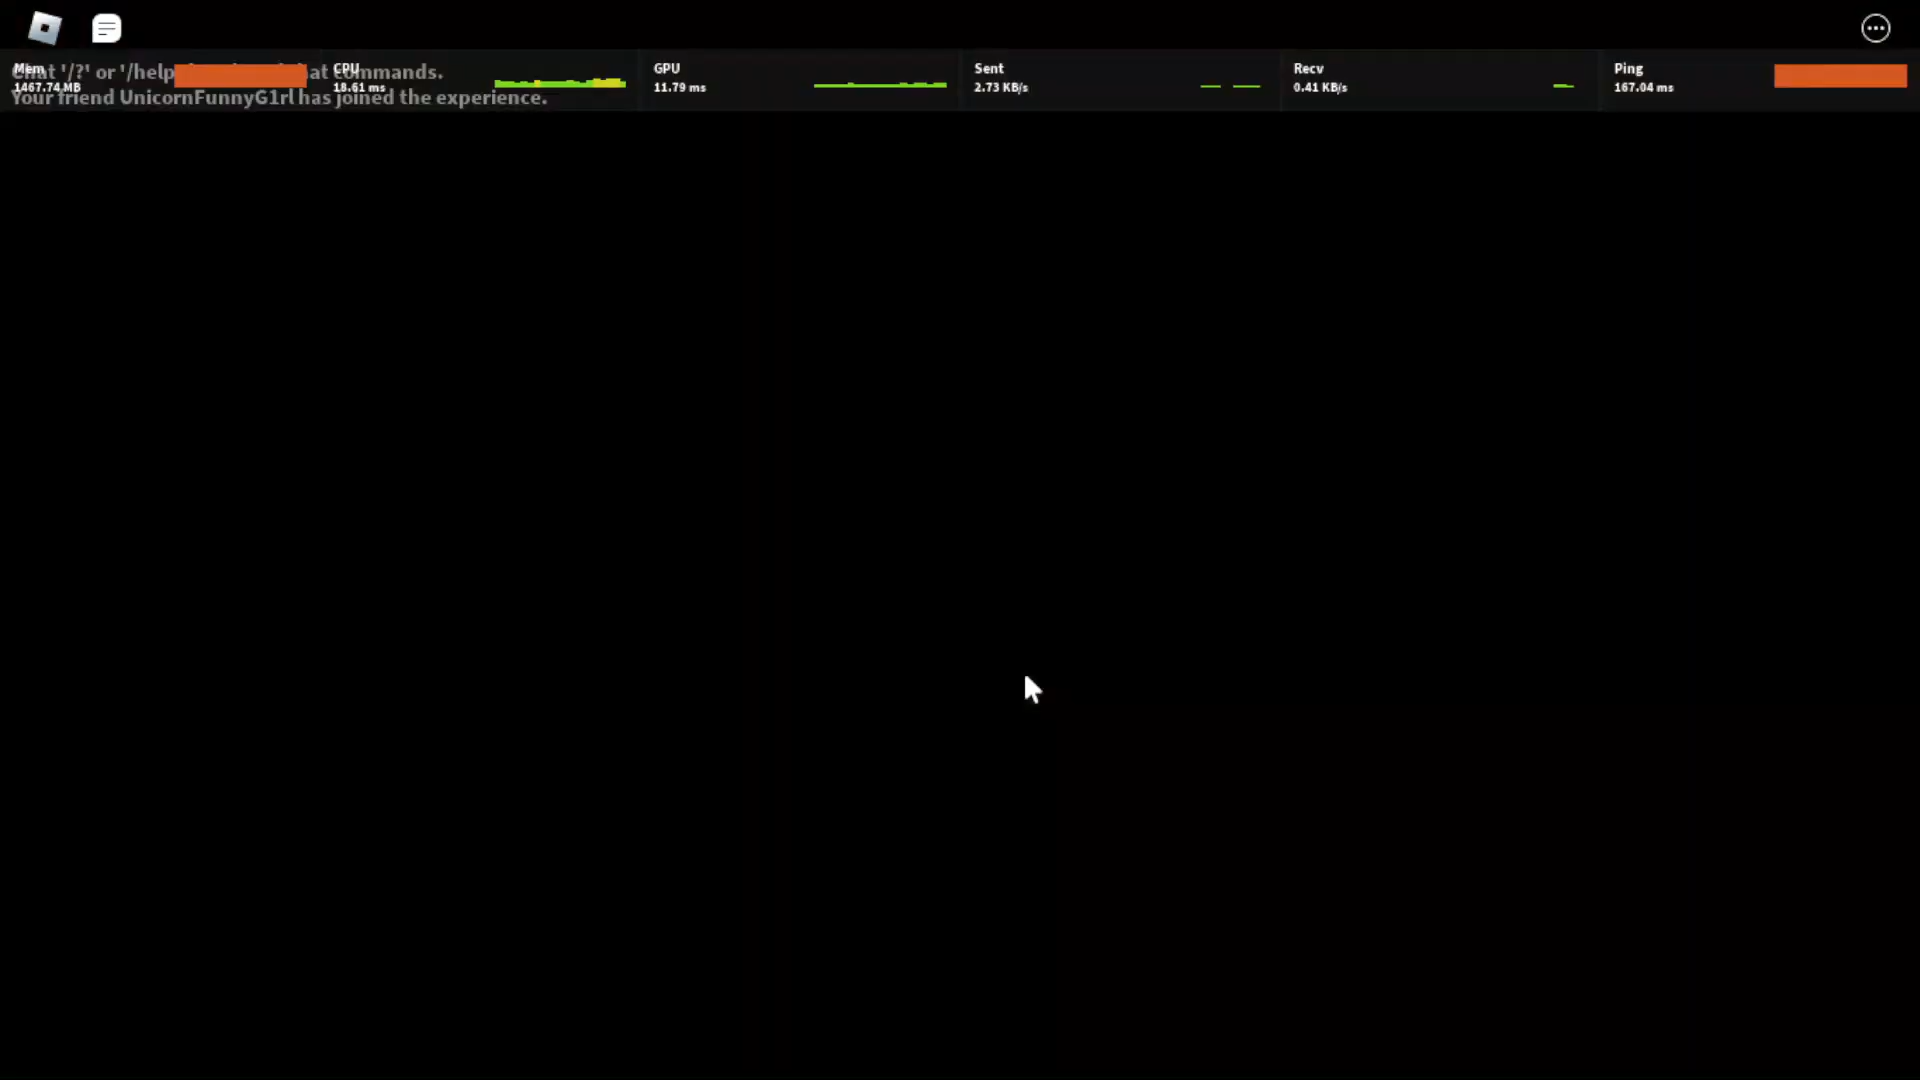 Mem
1467.74 MB
CPU
18.61 ms
GPU
11.79 ms
Sent
2.73 KB/s
Recv
0.41 KB/s
Ping
167.04 ms
Chat '/?' or '/help commands.
Your friend UnicornFunnyG1rl has joined the experience.